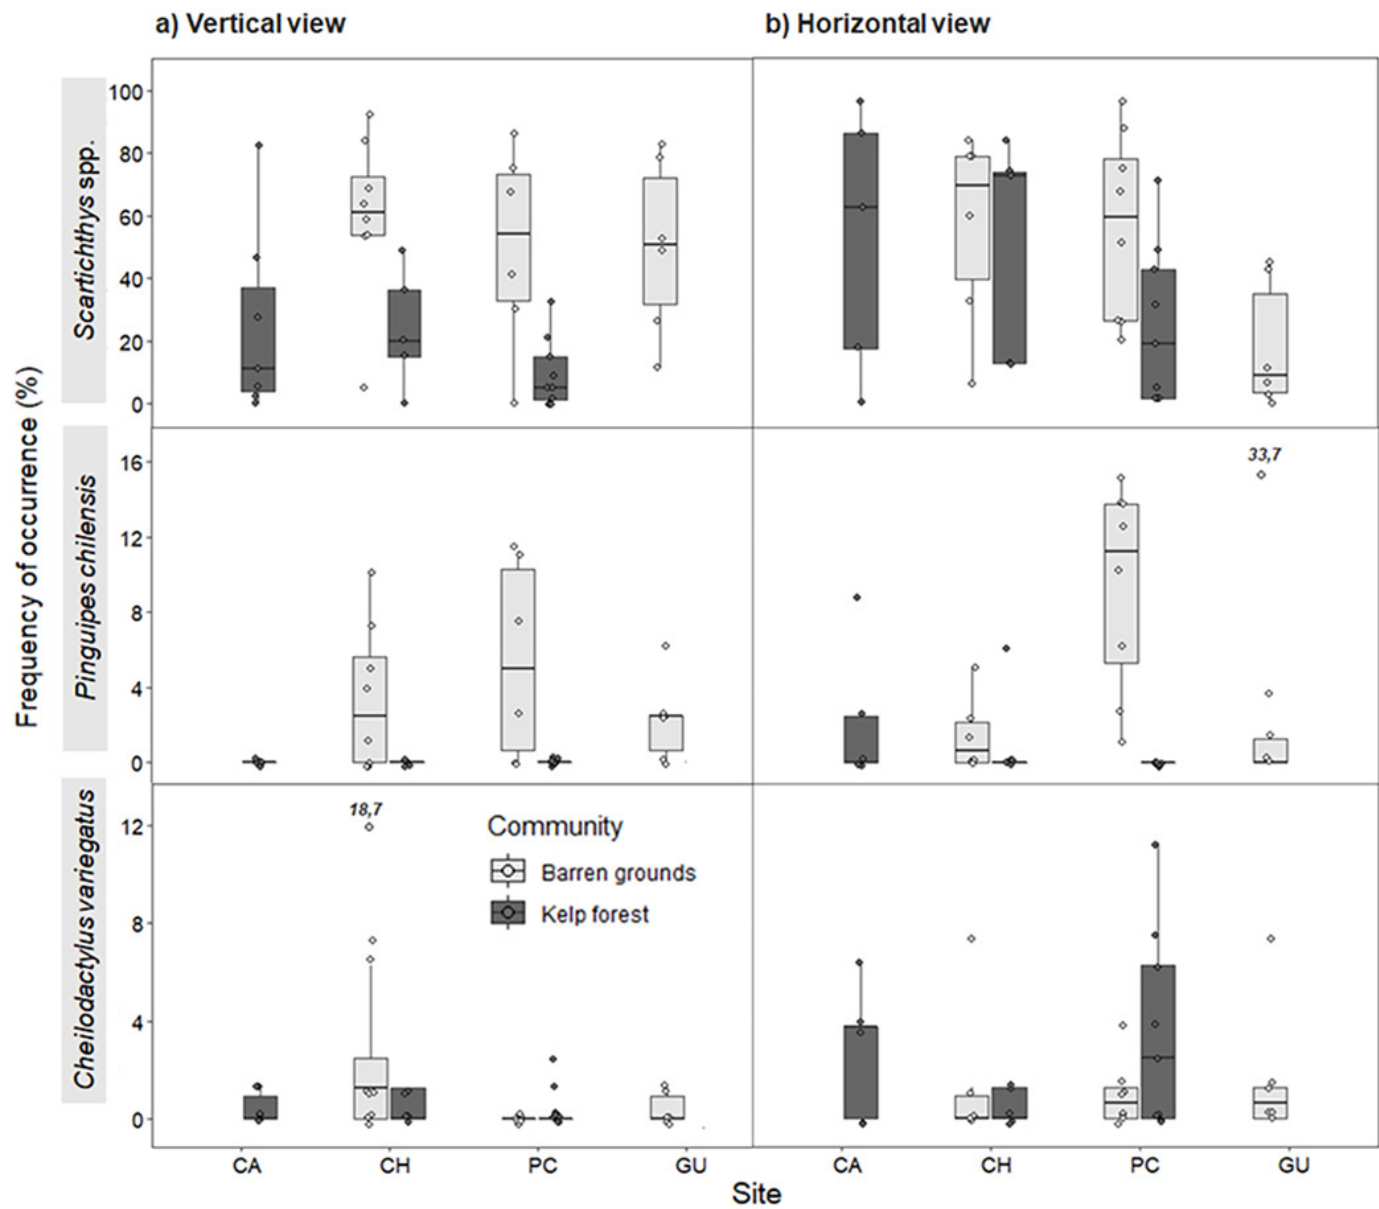 a) Vertical view
b) Horizontal view
Frequency of occurrence (%)
Scartichthys spp.
100
80
60
40
20
0
Pinguipes chilensis
16
12
8
4
0
33,7
Cheilodactylus variegatus
12
8
4
0
18,7
Community
Barren grounds
Kelp forest
CA CH PC GU CA CH PC GU
Site